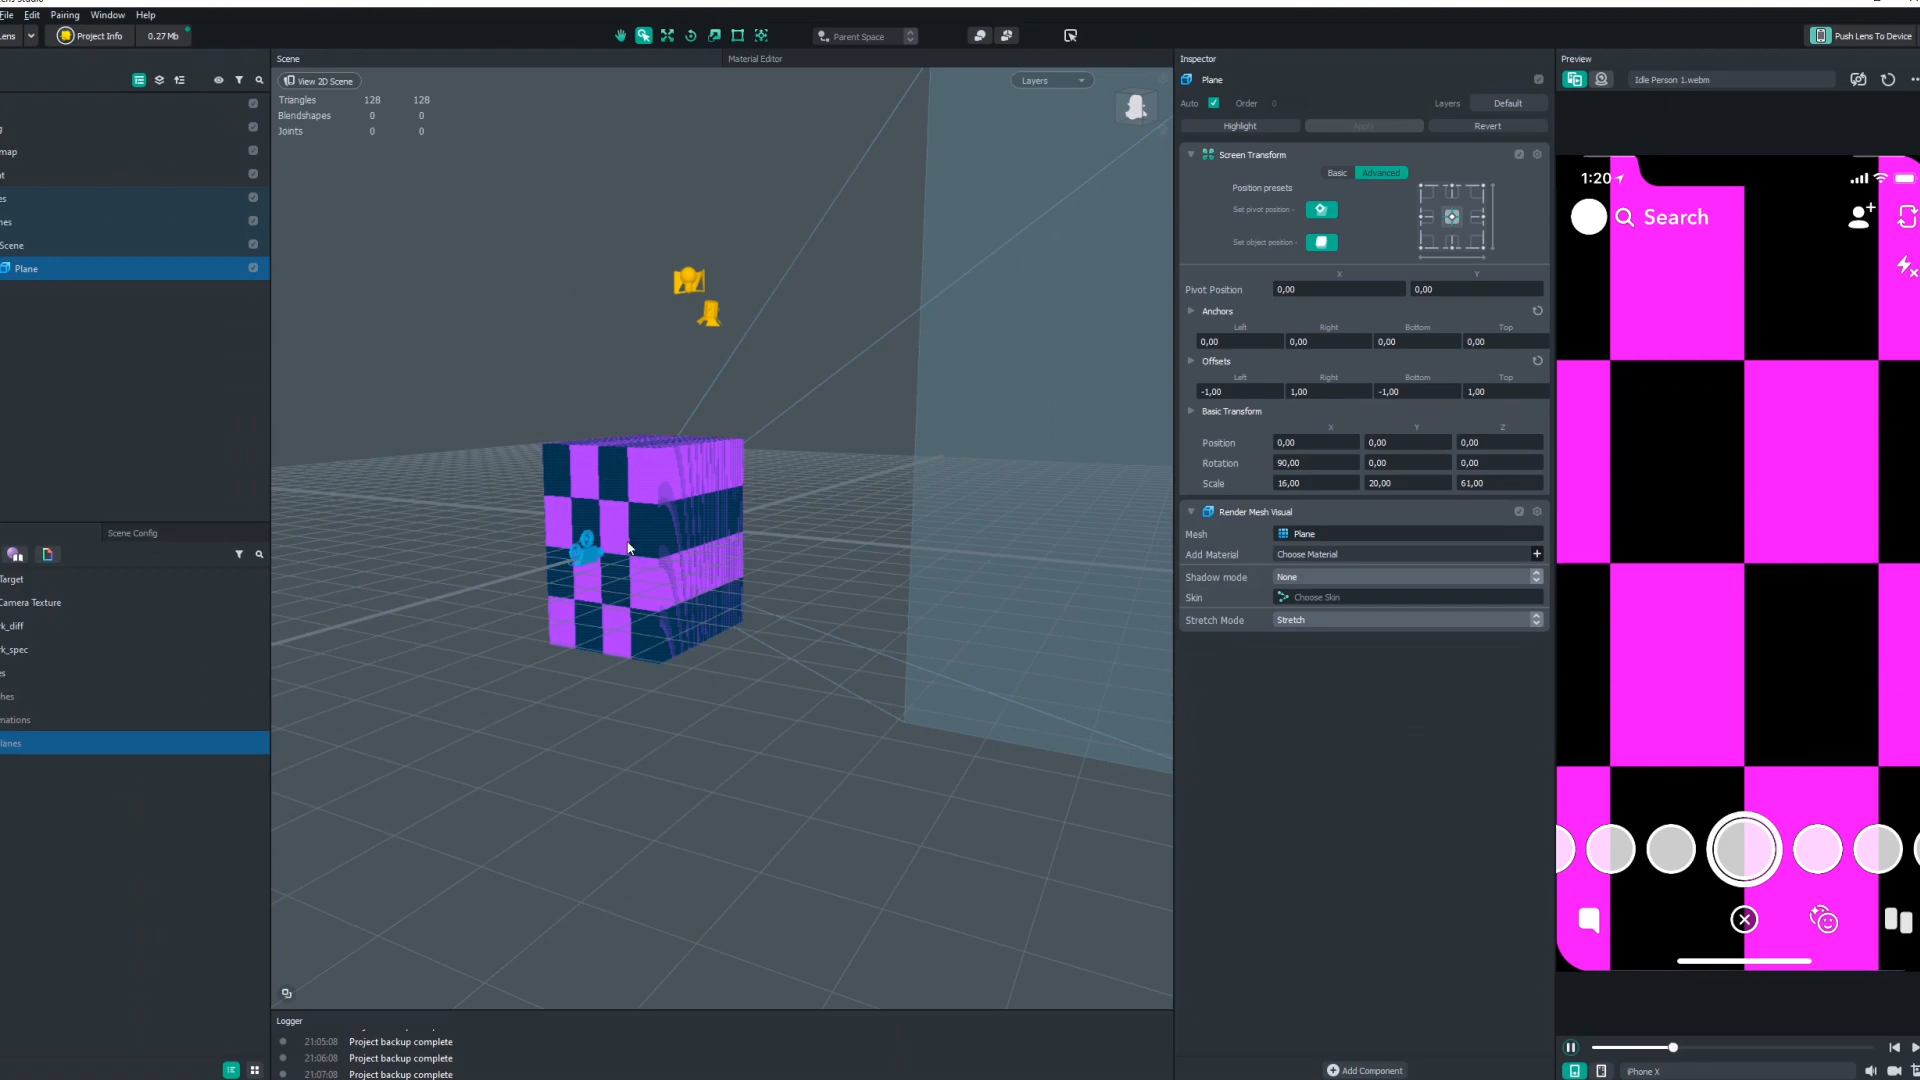 File Edit Pairing Window Help
Project Info
0.27 Mb
Parent Space
Push Lens To Device
Scene
Material Editor
Inspector
Preview
View 2D Scene
Layers
Plane
Idle Person 1.webm
Triangles 128 128
Blendshapes 0 0
Joints 0 0
Auto
Order 0
Layers Default
Highlight
Apply
Revert
Screen Transform
Basic Advanced
Position presets
Set pivot position -
Set object position -
X Y
Pivot Position 0,00 0,00
Anchors
Left Right Bottom Top
0,00 0,00 0,00 0,00
Offsets
Left Right Bottom Top
-1,00 1,00 -1,00 1,00
Basic Transform
X Y Z
Position 0,00 0,00 0,00
Rotation 90,00 0,00 0,00
Scale 16,00 20,00 61,00
Render Mesh Visual
Mesh Plane
Add Material Choose Material
Shadow mode None
Skin Choose Skin
Stretch Mode Stretch
Add Component
1:20
Search
iPhone X
Scene
Plane
Scene Config
Target
Camera Texture
k_diff
k_spec
Logger
21:05:08 Project backup complete
21:06:08 Project backup complete
21:07:08 Project backup complete